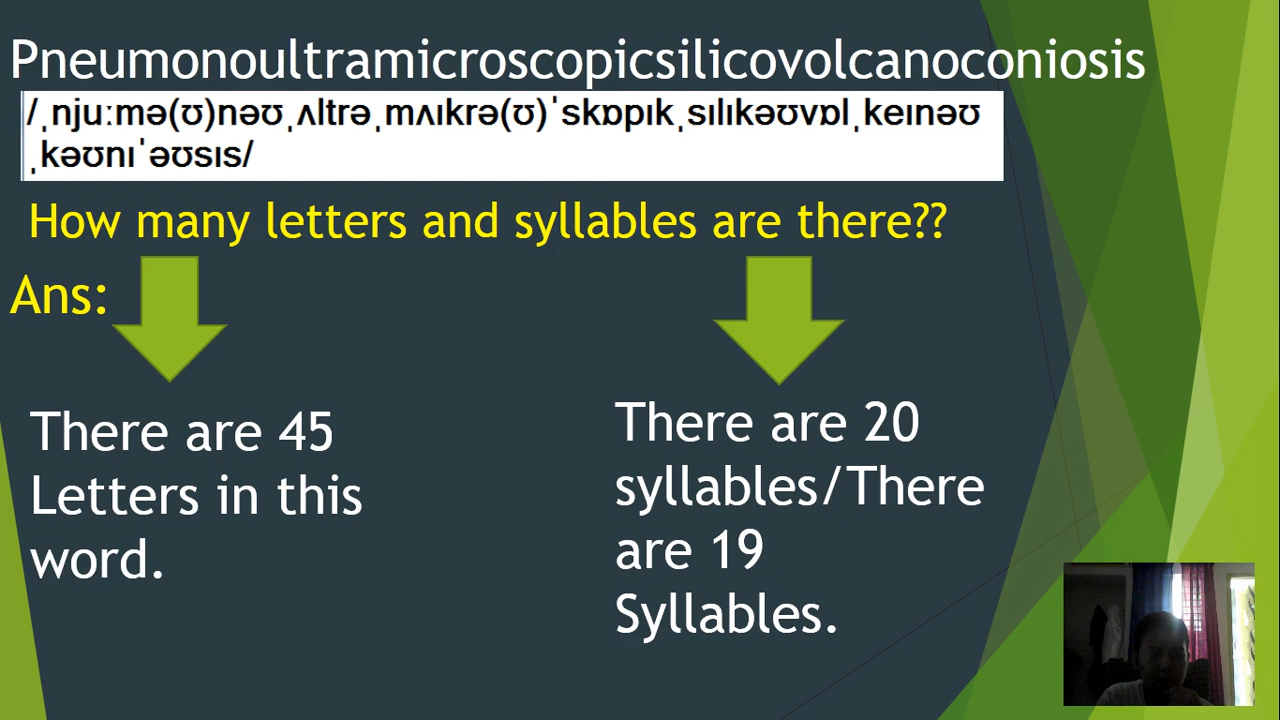 Pneumonoultramicroscopicsilicovolcanoconiosis
/ˌnjuːmə(ʊ)nəʊˌʌltrəˌmʌɪkrə(ʊ)ˈskɒpɪkˌsɪlɪkəʊvɒlˌkeɪnəʊ
ˌkəʊnɪˈəʊsɪs/
How many letters and syllables are there??
Ans:
There are 45
Letters in this
word.
There are 20
syllables/There
are 19
Syllables.